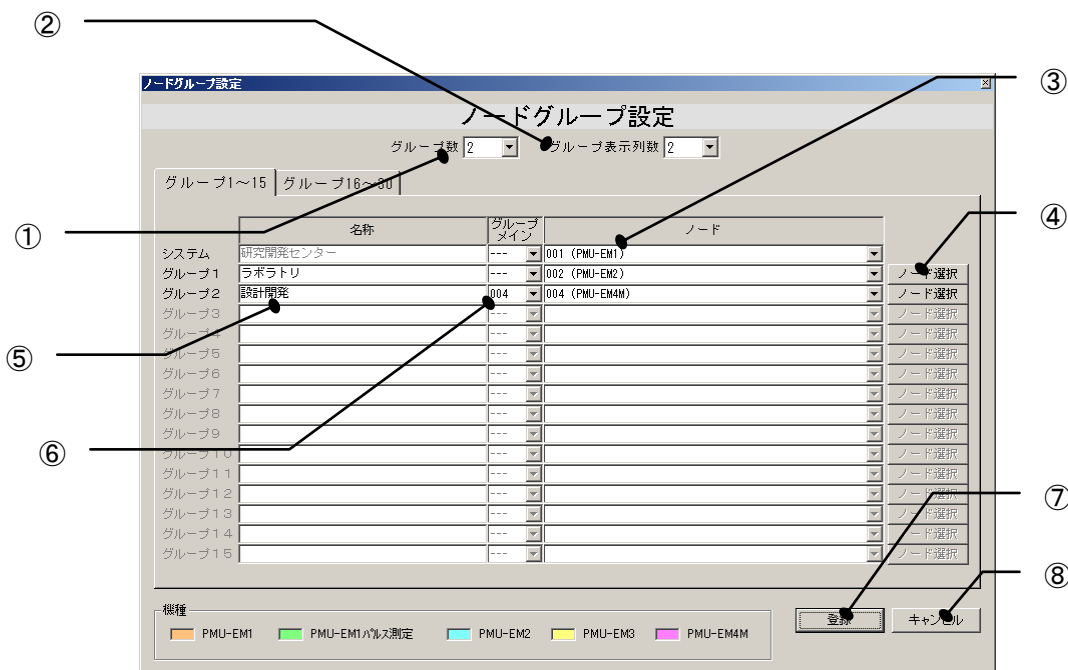 ②
③
ノードグループ設定
ノードグループ設定
グループ数 2 グループ表示列数 2
グループ1～15 グループ16～30
①
④
名称 グループメイン ノード
システム 研究開発センター --- 001 (PMU-EM1)
グループ1 ラボラトリ --- 002 (PMU-EM2) ノード選択
グループ2 設計開発 004 004 (PMU-EM4M) ノード選択
グループ3 --- ノード選択
グループ4 --- ノード選択
⑤
グループ5 --- ノード選択
グループ6 --- ノード選択
グループ7 --- ノード選択
グループ8 --- ノード選択
グループ9 --- ノード選択
⑥
グループ10 --- ノード選択
グループ11 --- ノード選択
グループ12 --- ノード選択
⑦
グループ13 --- ノード選択
グループ14 --- ノード選択
グループ15 --- ノード選択
⑧
機種
PMU-EM1 PMU-EM1パルス測定 PMU-EM2 PMU-EM3 PMU-EM4M
登録 キャンセル